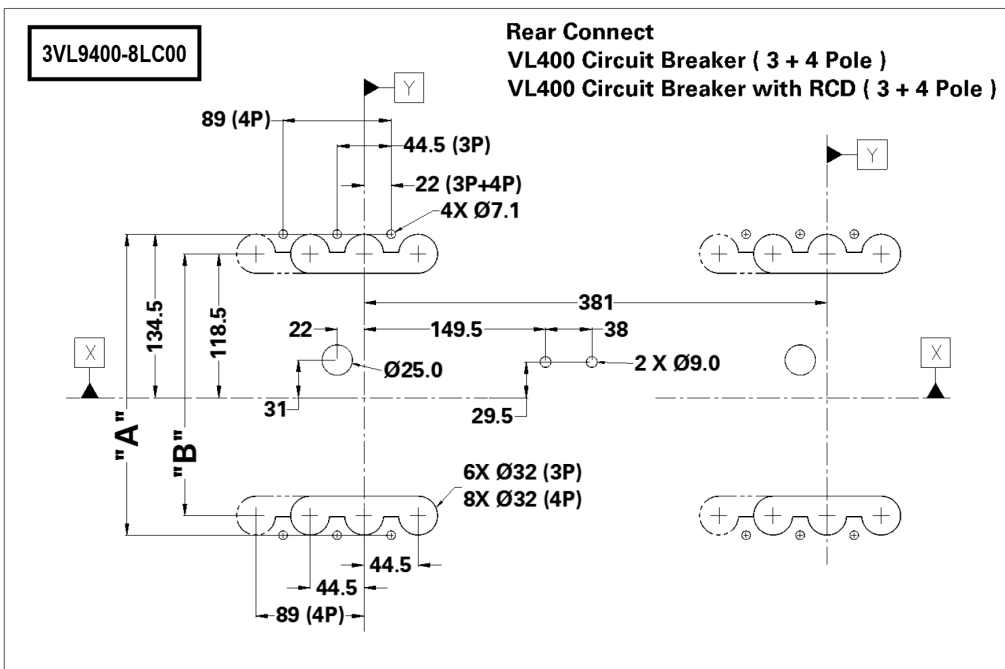 3VL9400-8LC00
Rear Connect
VL400 Circuit Breaker ( 3 + 4 Pole )
VL400 Circuit Breaker with RCD ( 3 + 4 Pole )
Y
89 (4P)
44.5 (3P)
22 (3P+4P)
4X Ø7.1
Y
381
134.5
118.5
22
149.5
38
X
Ø25.0
2 X Ø9.0
X
31
29.5
"A"
"B"
6X Ø32 (3P)
8X Ø32 (4P)
44.5
44.5
89 (4P)